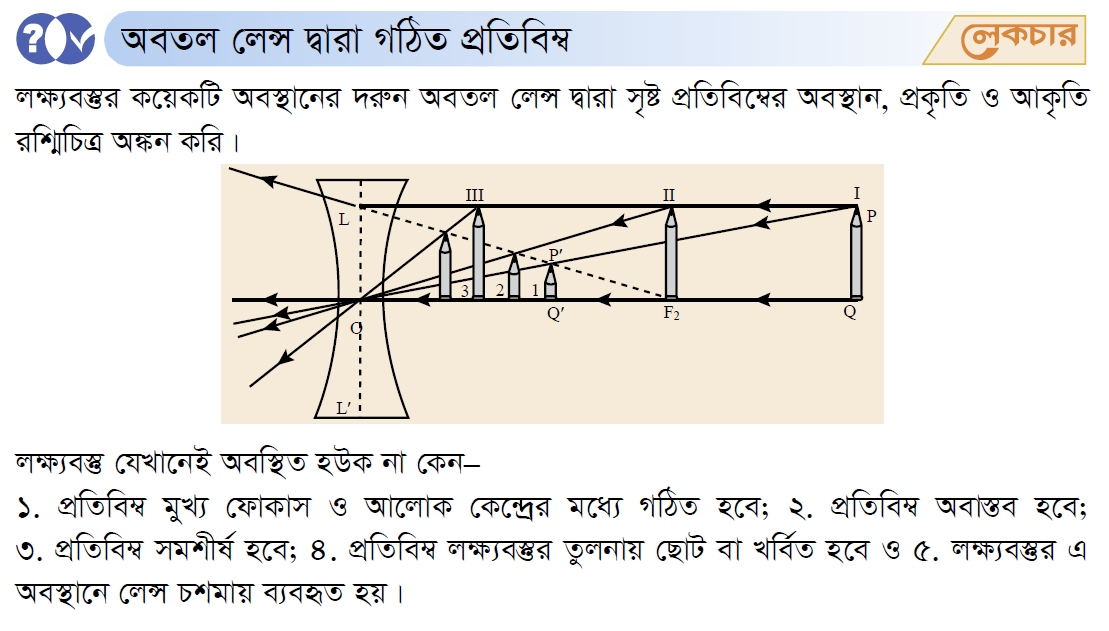 অবতল লেন্স দ্বারা গঠিত প্রতিবিম্ব
লেকচার
লক্ষ্যবস্তুর কয়েকটি অবস্থানের দরুন অবতল লেন্স দ্বারা সৃষ্ট প্রতিবিম্বের অবস্থান, প্রকৃতি ও আকৃতি
রশ্মিচিত্র অঙ্কন করি।
III II I
L P
P′
3 2 1
O Q′ F₂ Q
L′
লক্ষ্যবস্তু যেখানেই অবস্থিত হউক না কেন–
১. প্রতিবিম্ব মুখ্য ফোকাস ও আলোক কেন্দ্রের মধ্যে গঠিত হবে; ২. প্রতিবিম্ব অবাস্তব হবে;
৩. প্রতিবিম্ব সমশীর্ষ হবে; ৪. প্রতিবিম্ব লক্ষ্যবস্তুর তুলনায় ছোট বা খর্বিত হবে ও ৫. লক্ষ্যবস্তুর এ
অবস্থানে লেন্স চশমায় ব্যবহৃত হয়।